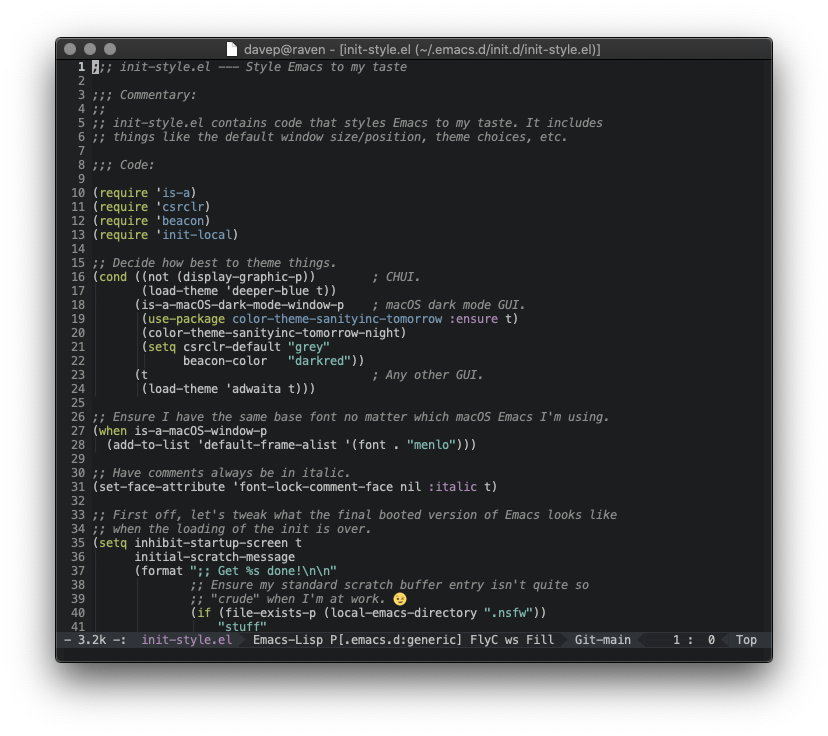 davep@raven - [init-style.el (~/.emacs.d/init.d/init-style.el)]
1 ;;; init-style.el --- Style Emacs to my taste
2
3 ;;; Commentary:
4 ;;
5 ;; init-style.el contains code that styles Emacs to my taste. It includes
6 ;; things like the default window size/position, theme choices, etc.
7
8 ;;; Code:
9
10 (require 'is-a)
11 (require 'csrclr)
12 (require 'beacon)
13 (require 'init-local)
14
15 ;; Decide how best to theme things.
16 (cond ((not (display-graphic-p))        ; CHUI.
17        (load-theme 'deeper-blue t))
18       (is-a-macOS-dark-mode-window-p    ; macOS dark mode GUI.
19        (use-package color-theme-sanityinc-tomorrow :ensure t)
20        (color-theme-sanityinc-tomorrow-night)
21        (setq csrclr-default "grey"
22              beacon-color   "darkred"))
23       (t                                ; Any other GUI.
24        (load-theme 'adwaita t)))
25
26 ;; Ensure I have the same base font no matter which macOS Emacs I'm using.
27 (when is-a-macOS-window-p
28   (add-to-list 'default-frame-alist '(font . "menlo")))
29
30 ;; Have comments always be in italic.
31 (set-face-attribute 'font-lock-comment-face nil :italic t)
32
33 ;; First off, let's tweak what the final booted version of Emacs looks like
34 ;; when the loading of the init is over.
35 (setq inhibit-startup-screen t
36       initial-scratch-message
37       (format ";; Get %s done!\n\n"
38               ;; Ensure my standard scratch buffer entry isn't quite so
39               ;; "crude" when I'm at work. 😉
40               (if (file-exists-p (local-emacs-directory ".nsfw"))
41                   "stuff"
- 3.2k -: init-style.el Emacs-Lisp P[.emacs.d:generic] FlyC ws Fill Git-main 1 : 0 Top